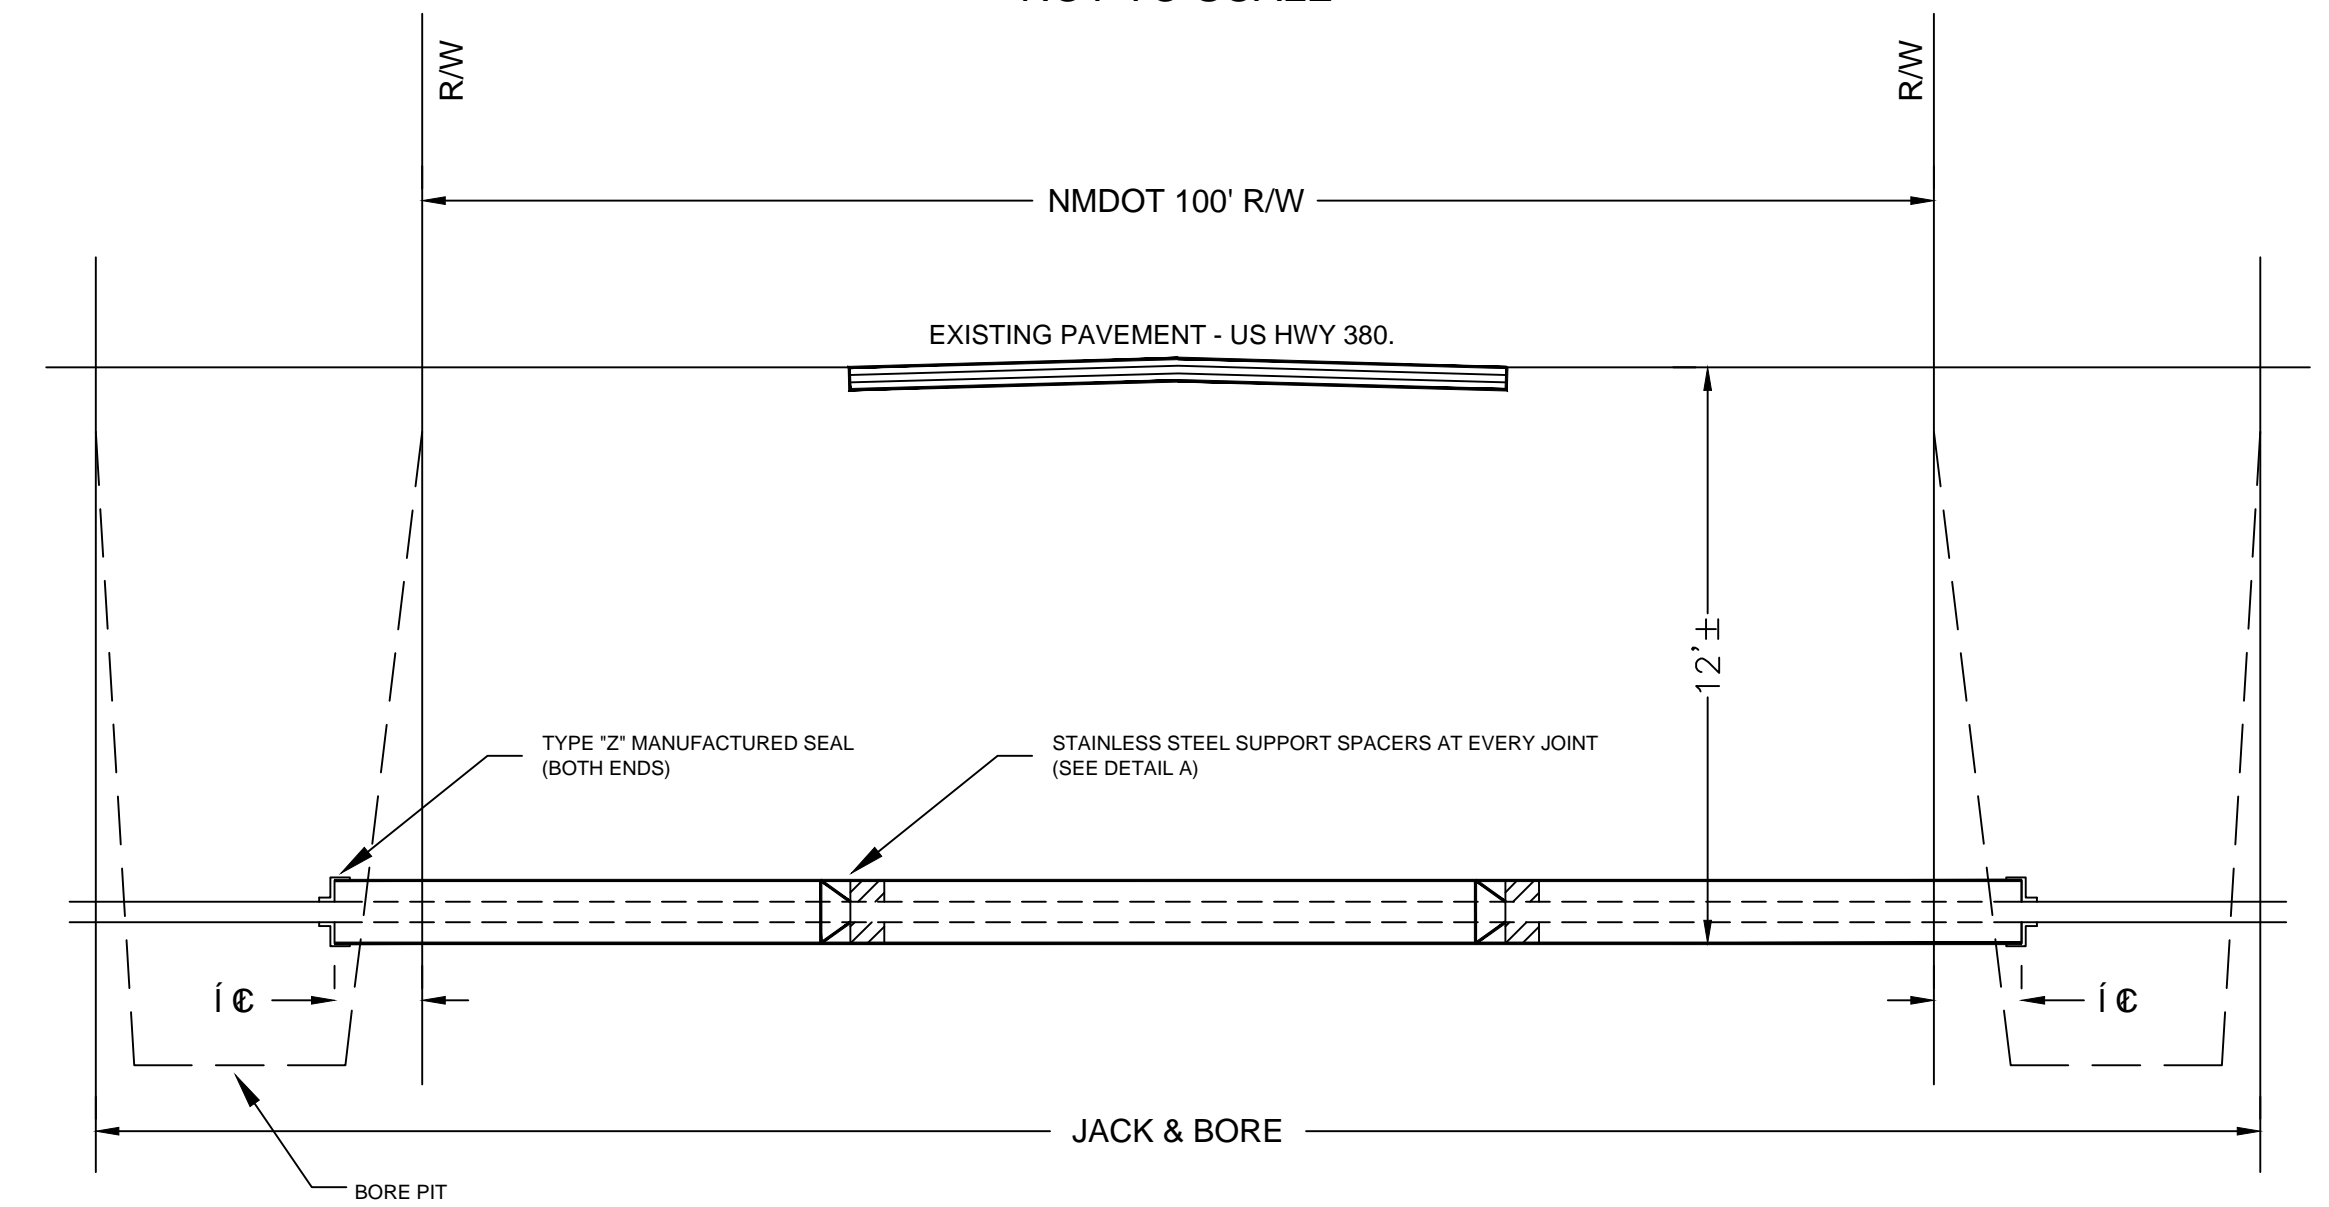 R/W
R/W
NMDOT 100' R/W
EXISTING PAVEMENT - US HWY 380.
12'±
TYPE "Z" MANUFACTURED SEAL
(BOTH ENDS)
STAINLESS STEEL SUPPORT SPACERS AT EVERY JOINT
(SEE DETAIL A)
JACK & BORE
BORE PIT